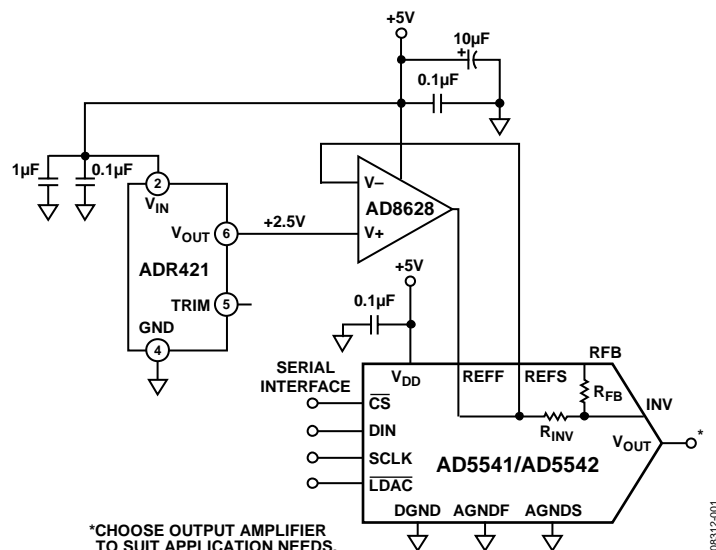 +5V
10µF
+
0.1µF
1µF
0.1µF
2
VIN
V–
AD8628
V+
VOUT
6
+2.5V
ADR421
+5V
TRIM
5
0.1µF
GND
4
SERIAL
INTERFACE
VDD
REFF
REFS
RFB
RFB
INV
CS
RINV
DIN
VOUT
*
SCLK
AD5541/AD5542
LDAC
DGND
AGNDF
AGNDS
*CHOOSE OUTPUT AMPLIFIER
TO SUIT APPLICATION NEEDS.
08312-001